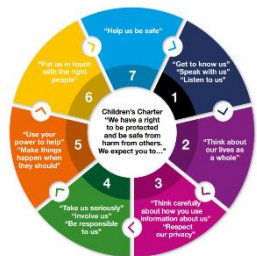 "Help us be safe"
7
"Get to know us"
"Speak with us"
"Listen to us"
1
"Think about
our lives as
a whole"
2
"Think carefully
about how you use
information about us"
"Respect
our privacy"
3
"Take us seriously"
"Involve us"
"Be responsible
to us"
4
"Use your
power to help"
"Make things
happen when
they should"
5
"Put us in touch
with the right
people"
6
Children's Charter
"We have a right
to be protected
and be safe from
harm from others.
We expect you to..."